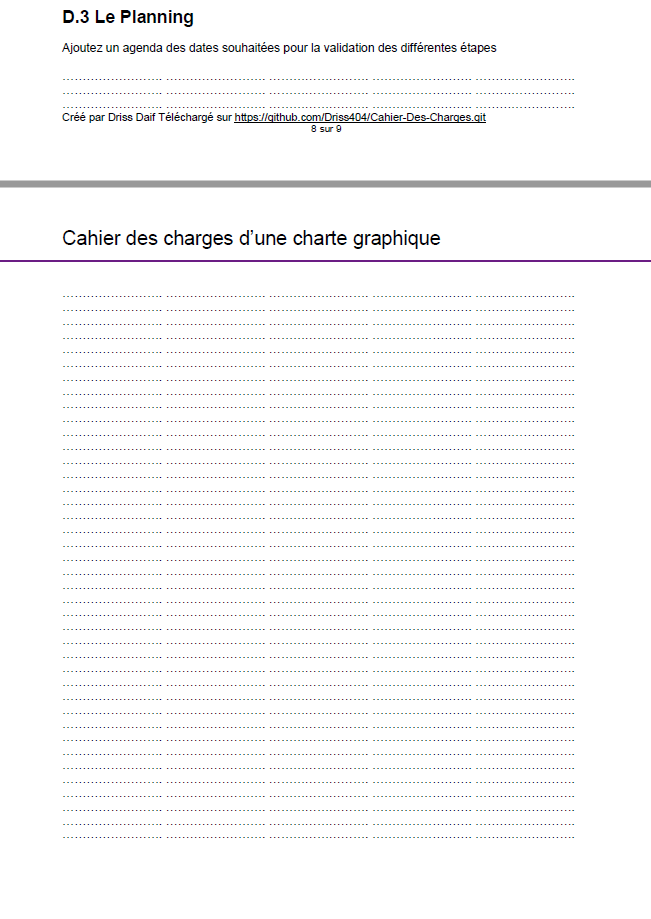 D.3 Le Planning
Ajoutez un agenda des dates souhaitées pour la validation des différentes étapes
Créé par Driss Daif Téléchargé sur https://github.com/Driss404/Cahier-Des-Charges.git
8 sur 9
Cahier des charges d’une charte graphique